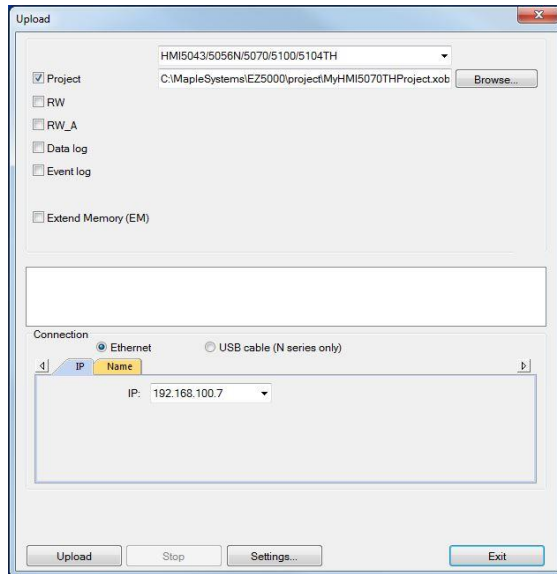 Upload
HMI5043/5056N/5070/5100/5104TH
Project C:\MapleSystems\EZ5000\project\MyHMI5070THProject.xob Browse...
RW
RW_A
Data log
Event log
Extend Memory (EM)
Connection
Ethernet USB cable (N series only)
IP Name
IP: 192.168.100.7
Upload Stop Settings... Exit